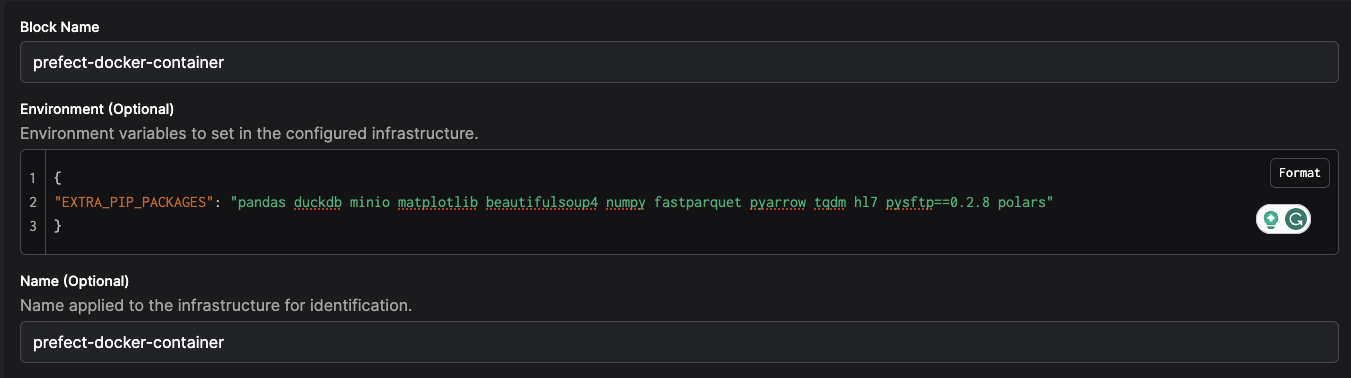 Block Name
prefect-docker-container
Environment (Optional)
Environment variables to set in the configured infrastructure.
Format
1 {
2 "EXTRA_PIP_PACKAGES": "pandas duckdb minio matplotlib beautifulsoup4 numpy fastparquet pyarrow tqdm hl7 pysftp==0.2.8 polars"
3 }
Name (Optional)
Name applied to the infrastructure for identification.
prefect-docker-container